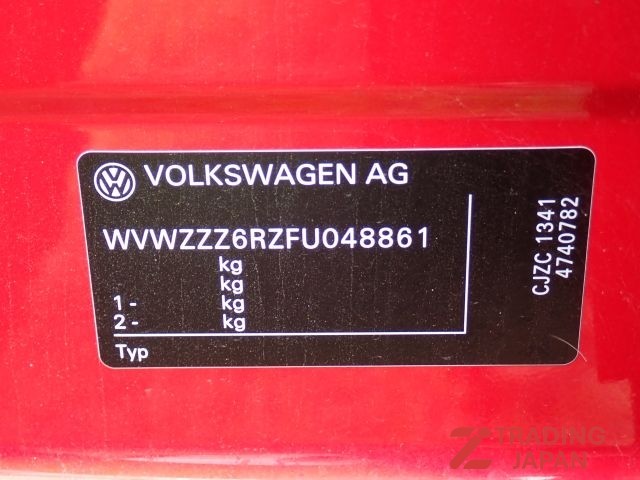 VOLKSWAGEN AG
WVWZZZ6RZFU048861
kg
kg
1 - kg
2 - kg
Typ
CJZC 1341
4740782
TRADING
JAPAN